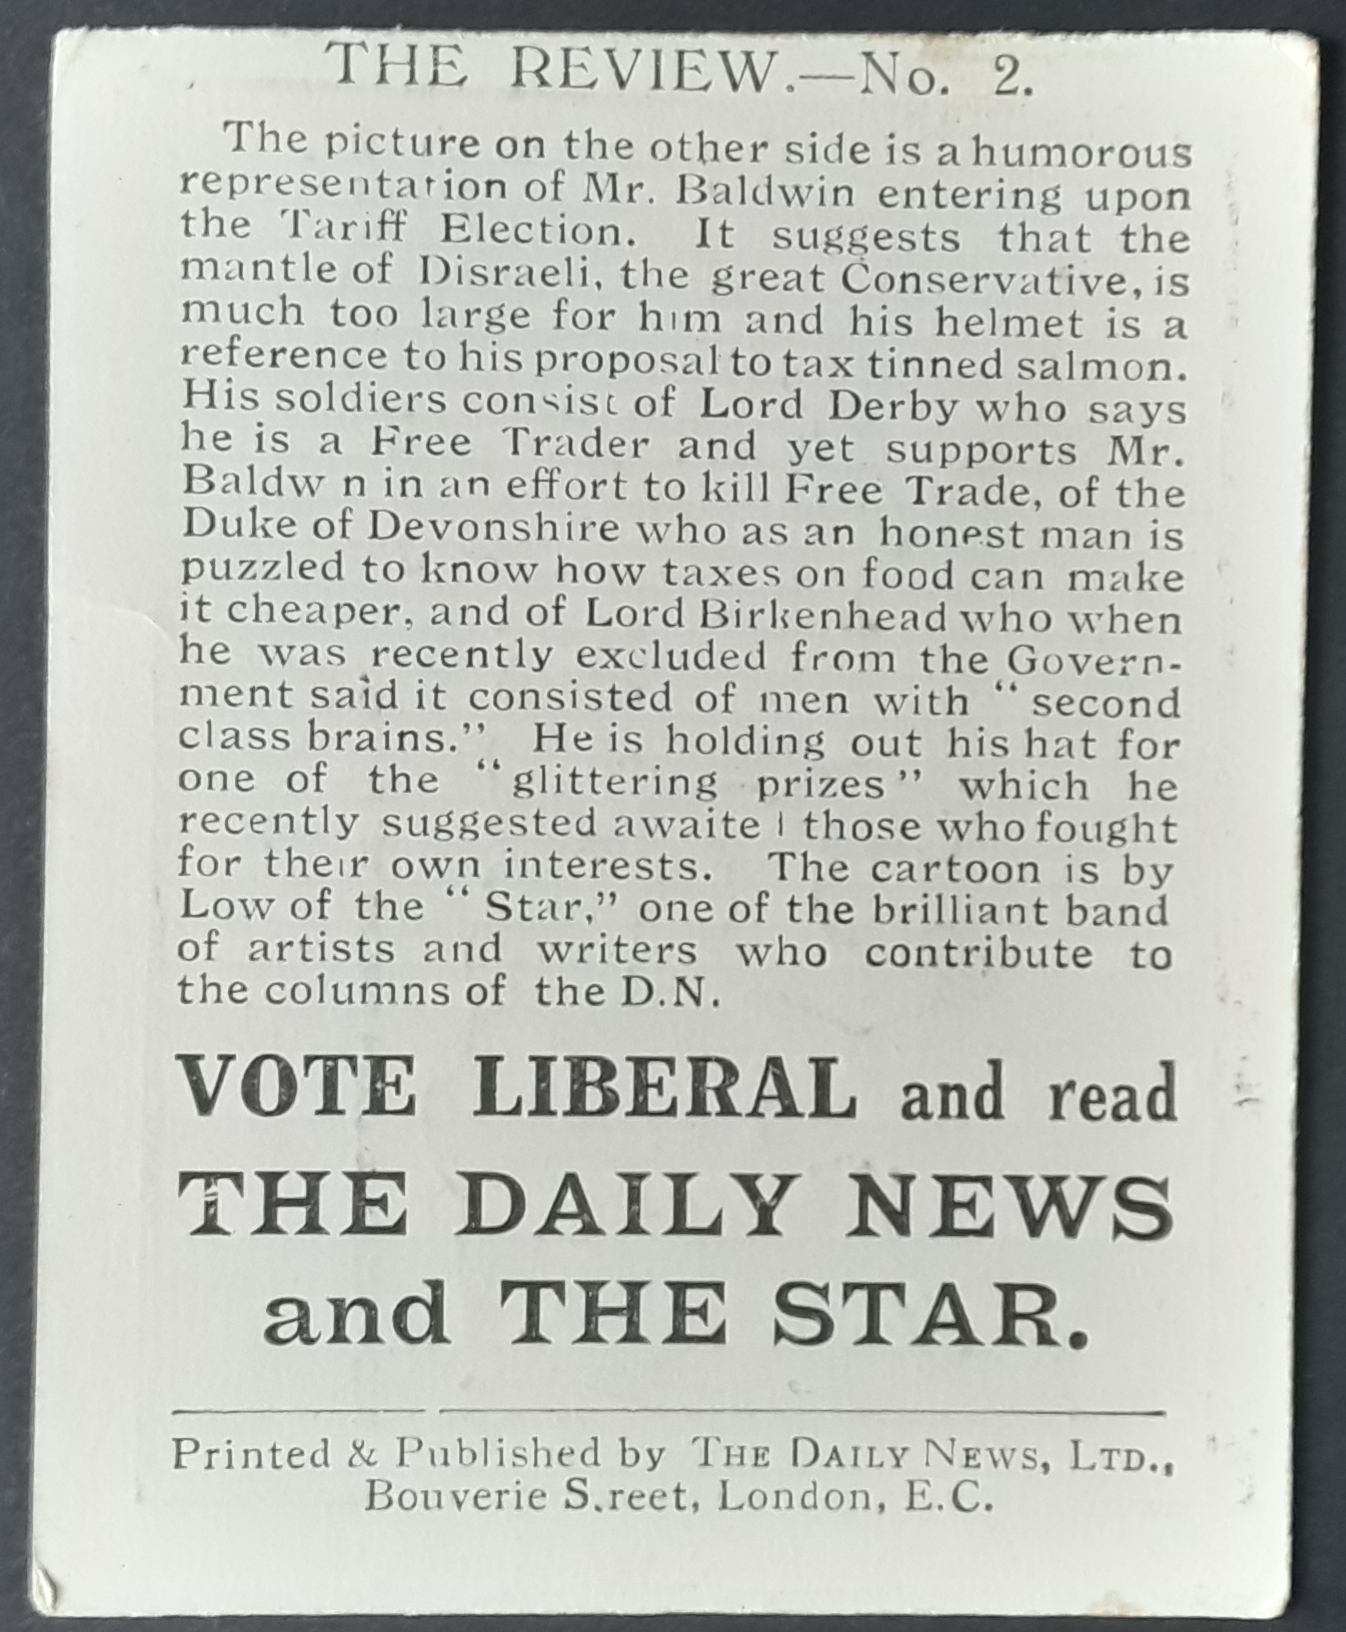 THE REVIEW.—No. 2.
The picture on the other side is a humorous
representation of Mr. Baldwin entering upon
the Tariff Election. It suggests that the
mantle of Disraeli, the great Conservative, is
much too large for him and his helmet is a
reference to his proposal to tax tinned salmon.
His soldiers consist of Lord Derby who says
he is a Free Trader and yet supports Mr.
Baldw n in an effort to kill Free Trade, of the
Duke of Devonshire who as an honest man is
puzzled to know how taxes on food can make
it cheaper, and of Lord Birkenhead who when
he was recently excluded from the Govern-
ment said it consisted of men with “second
class brains.” He is holding out his hat for
one of the “glittering prizes” which he
recently suggested awaited those who fought
for their own interests. The cartoon is by
Low of the “Star,” one of the brilliant band
of artists and writers who contribute to
the columns of the D.N.
VOTE LIBERAL and read
THE DAILY NEWS
and THE STAR.
Printed & Published by THE DAILY NEWS, LTD.,
Bouverie S.reet, London, E.C.